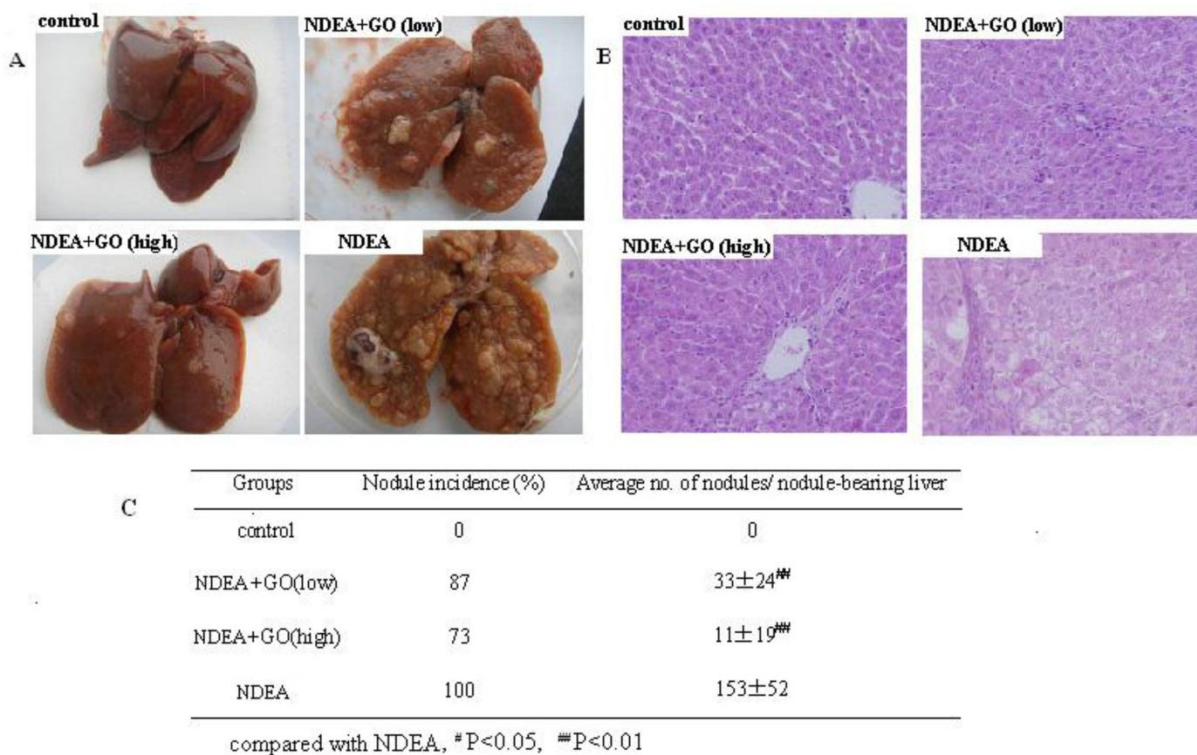 A
control
NDEA+GO (low)
NDEA+GO (high)
NDEA
B
control
NDEA+GO (low)
NDEA+GO (high)
NDEA
C
Groups Nodule incidence (%) Average no. of nodules/ nodule-bearing liver
control 0 0
NDEA+GO(low) 87 33±24##
NDEA+GO(high) 73 11±19##
NDEA 100 153±52
compared with NDEA, #P<0.05, ##P<0.01